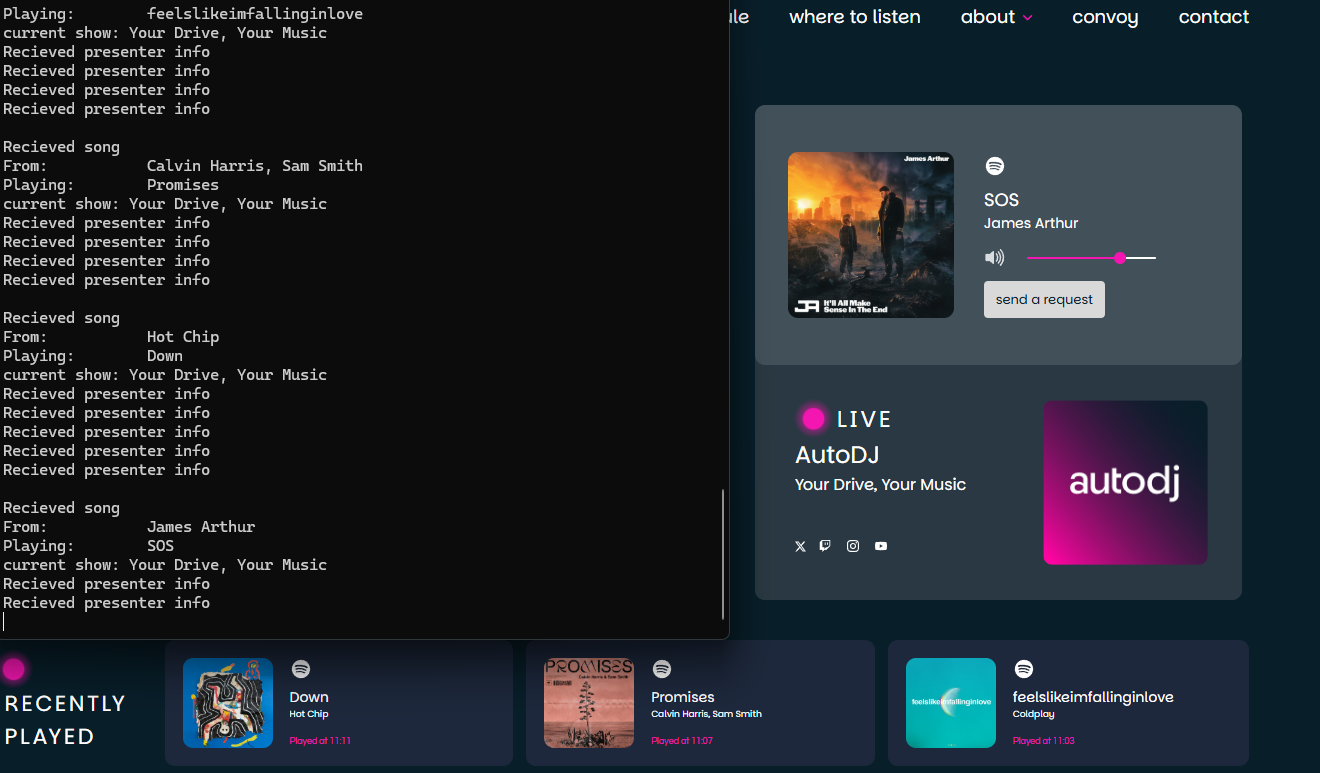 Playing:        feelslikeimfallinginlove
current show: Your Drive, Your Music
Recieved presenter info
Recieved presenter info
Recieved presenter info
Recieved presenter info
Recieved song
From:           Calvin Harris, Sam Smith
Playing:        Promises
current show: Your Drive, Your Music
Recieved presenter info
Recieved presenter info
Recieved presenter info
Recieved presenter info
Recieved song
From:           Hot Chip
Playing:        Down
current show: Your Drive, Your Music
Recieved presenter info
Recieved presenter info
Recieved presenter info
Recieved presenter info
Recieved presenter info
Recieved song
From:           James Arthur
Playing:        SOS
current show: Your Drive, Your Music
Recieved presenter info
Recieved presenter info
where to listen about convoy contact
James Arthur
It'll All Make
Sense In The End
SOS
James Arthur
send a request
LIVE
AutoDJ
Your Drive, Your Music
autodj
RECENTLY
PLAYED
Down
Hot Chip
Played at 11:11
PROMISES
Calvin Harris & Sam Smith
Promises
Calvin Harris, Sam Smith
Played at 11:07
feelslikeimfallinginlove
feelslikeimfallinginlove
Coldplay
Played at 11:03